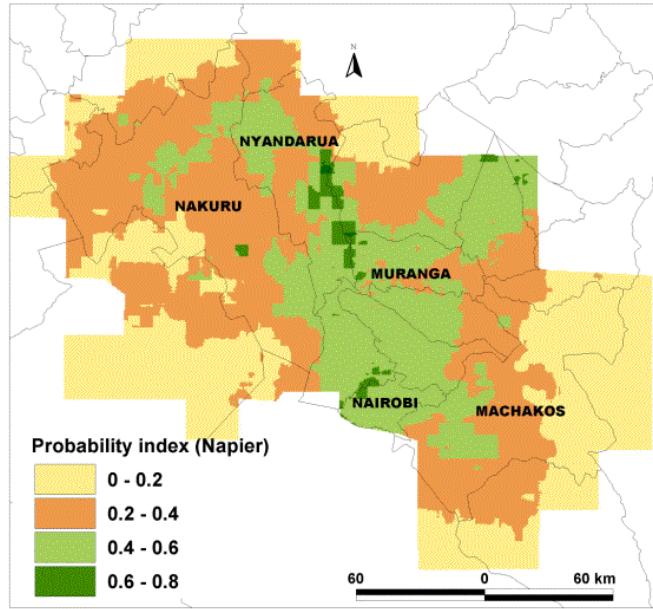 N
NYANDARUA
NAKURU
MURANGA
NAIROBI
MACHAKOS
Probability index (Napier)
0 - 0.2
0.2 - 0.4
0.4 - 0.6
0.6 - 0.8
60 0 60 km